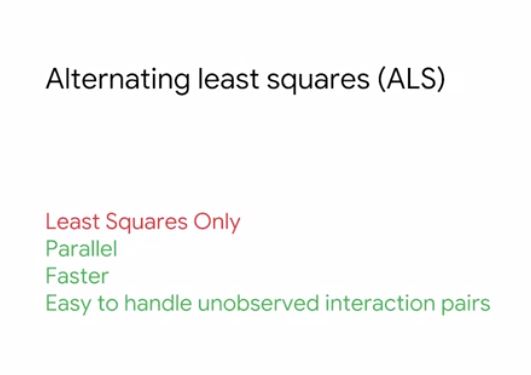 Alternating least squares (ALS)
Least Squares Only
Parallel
Faster
Easy to handle unobserved interaction pairs